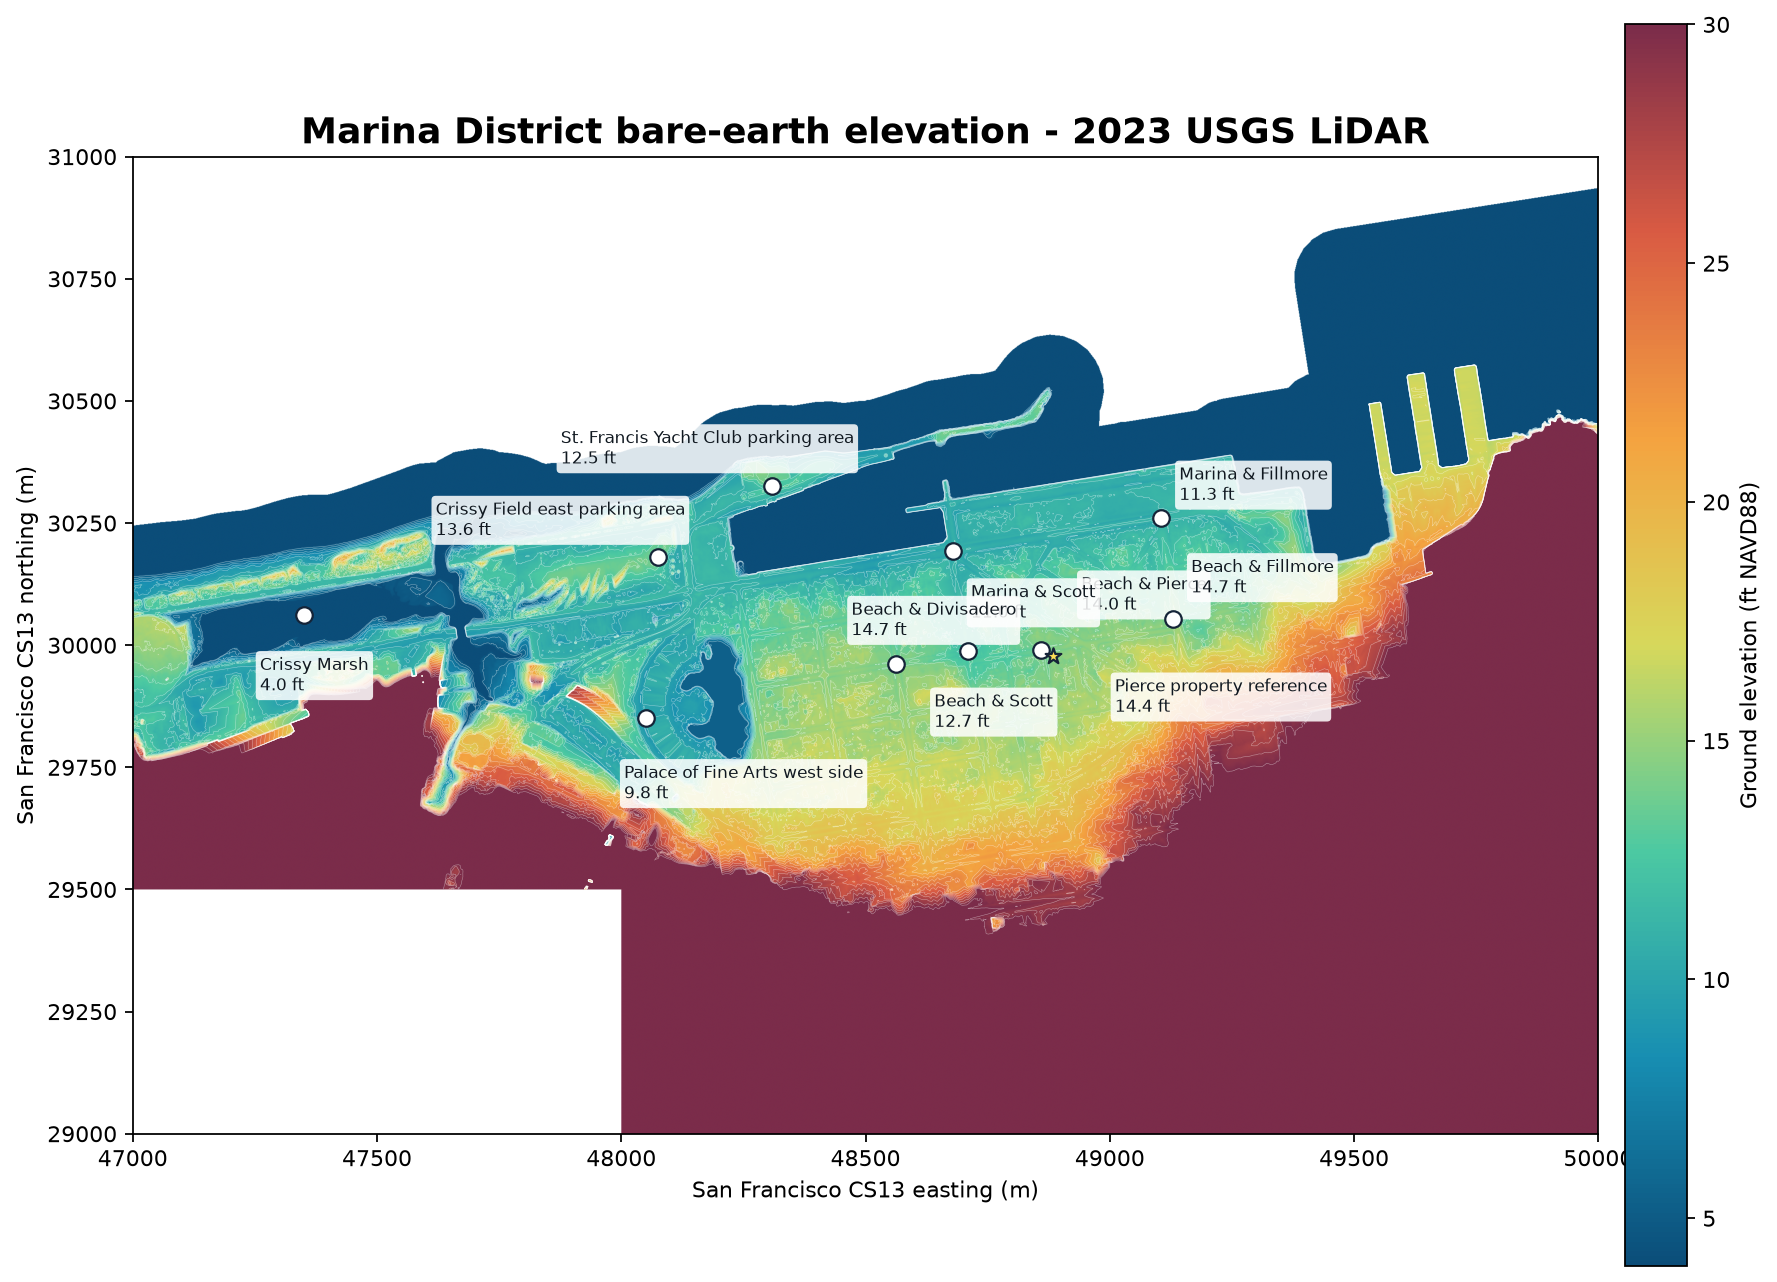 Marina District bare-earth elevation - 2023 USGS LiDAR
31000
30750
30500
30250
30000
29750
29500
29250
29000
San Francisco CS13 northing (m)
St. Francis Yacht Club parking area
12.5 ft
Crissy Field east parking area
13.6 ft
Marina & Fillmore
11.3 ft
Beach & Fillmore
14.7 ft
Beach & Pier
14.0 ft
Marina & Scott
Beach & Divisadero
14.7 ft
Crissy Marsh
4.0 ft
Pierce property reference
14.4 ft
Beach & Scott
12.7 ft
Palace of Fine Arts west side
9.8 ft
47000
47500
48000
48500
49000
49500
5000
San Francisco CS13 easting (m)
30
25
20
15
10
5
Ground elevation (ft NAVD88)